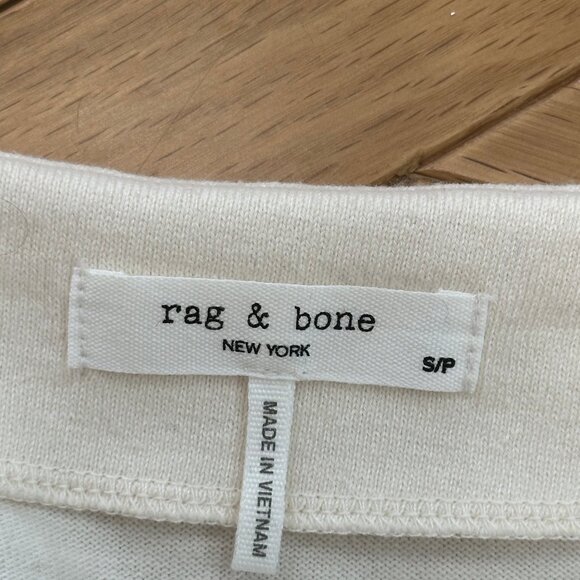 rag & bone
NEW YORK
S/P
MADE IN VIETNAM